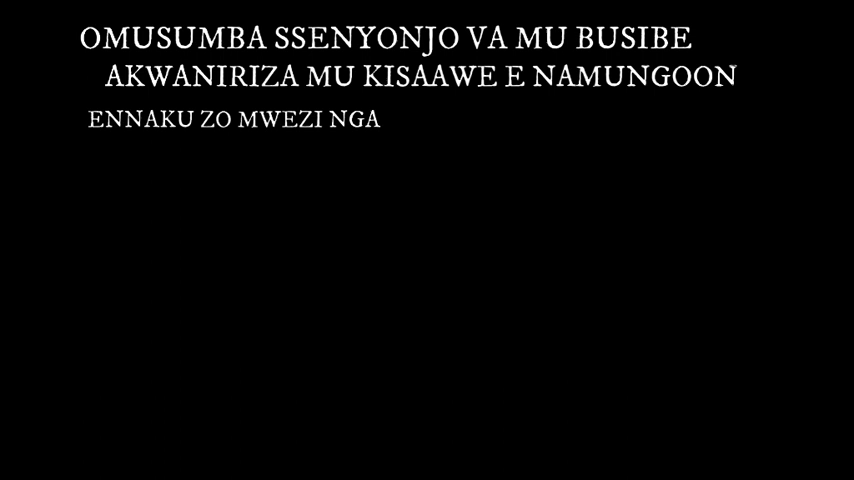 OMUSUMBA SSENYONJO VA MU BUSIBE
AKWANIRIZA MU KISAAWE E NAMUNGOON
ENNAKU ZO MWEZI NGA